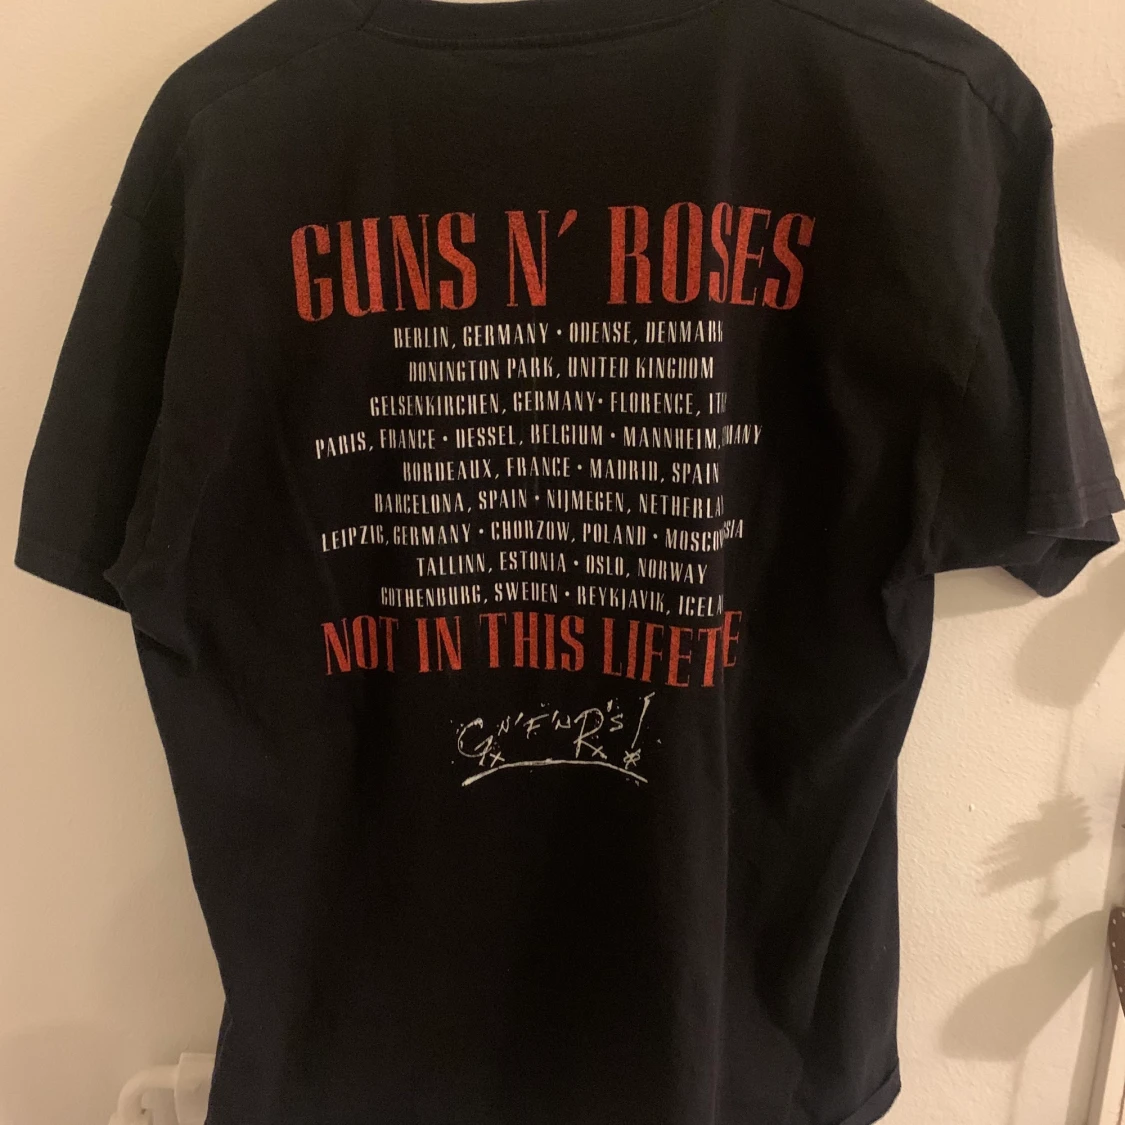 GUNS N' ROSES
BERLIN, GERMANY • ODENSE, DENMARK
DONINGTON PARK, UNITED KINGDOM
GELSENKIRCHEN, GERMANY• FLORENCE,
PARIS, FRANCE • DESSEL, BELGIUM • MANNHEIM,
BORDEAUX, FRANCE • MADRID, SPAIN
BARCELONA, SPAIN • NIJMEGEN,
LEIPZIG, GERMANY • CHORZOW, POLAND •
TALLINN, ESTONIA • OSLO, NORWAY
GOTHENBURG, SWEDEN • REYKJAVIK,
NOT IN THIS
G N' F' N R's!